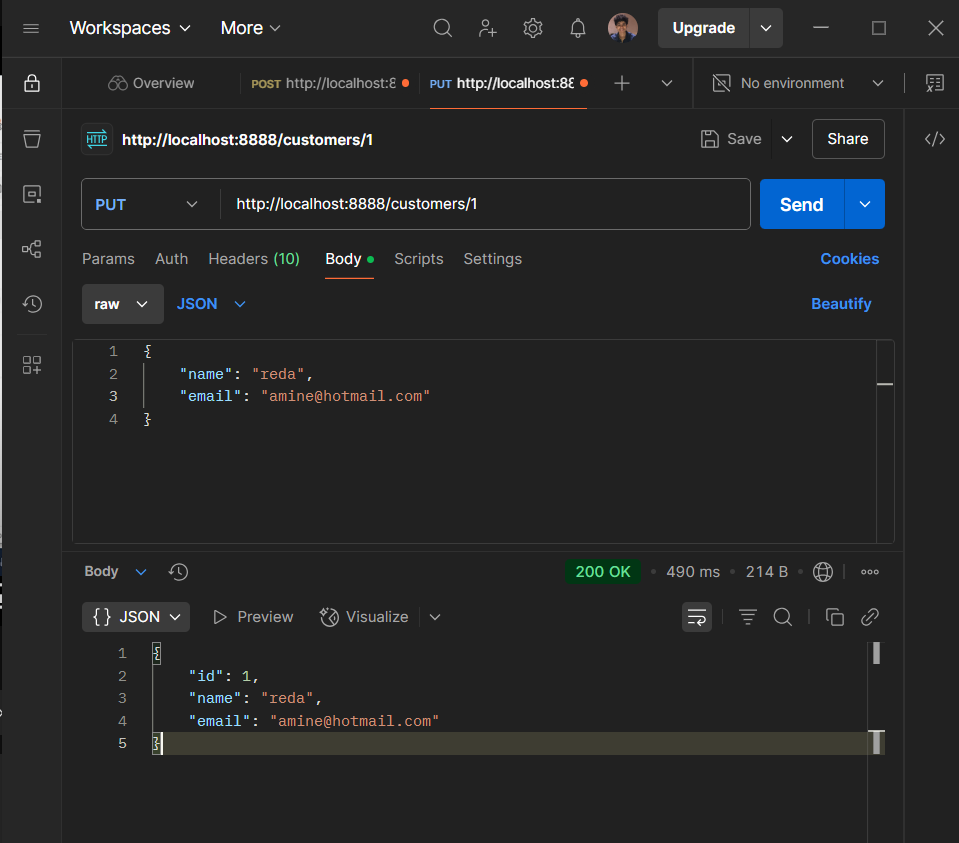 Workspaces More Upgrade
Overview POST http://localhost:8 PUT http://localhost:88 No environment
HTTP http://localhost:8888/customers/1 Save Share
PUT http://localhost:8888/customers/1 Send
Params Auth Headers (10) Body Scripts Settings Cookies
raw JSON Beautify
1 {
2 "name": "reda",
3 "email": "amine@hotmail.com"
4 }
Body 200 OK • 490 ms • 214 B •
{} JSON Preview Visualize
1 {
2 "id": 1,
3 "name": "reda",
4 "email": "amine@hotmail.com"
5 }